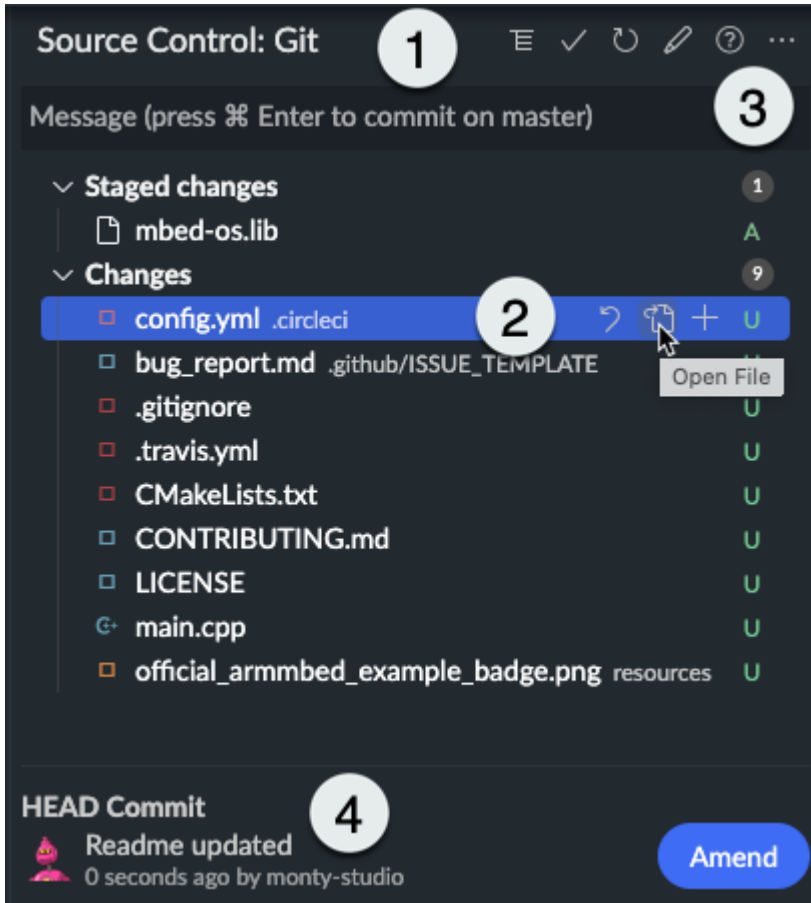 Source Control: Git 1
Message (press ⌘ Enter to commit on master) 3
Staged changes 1
mbed-os.lib A
Changes 9
config.yml .circleci 2 U
bug_report.md .github/ISSUE_TEMPLATE
Open File
.gitignore U
.travis.yml U
CMakeLists.txt U
CONTRIBUTING.md U
LICENSE U
main.cpp U
official_armmbed_example_badge.png resources U
HEAD Commit 4
Readme updated
0 seconds ago by monty-studio
Amend